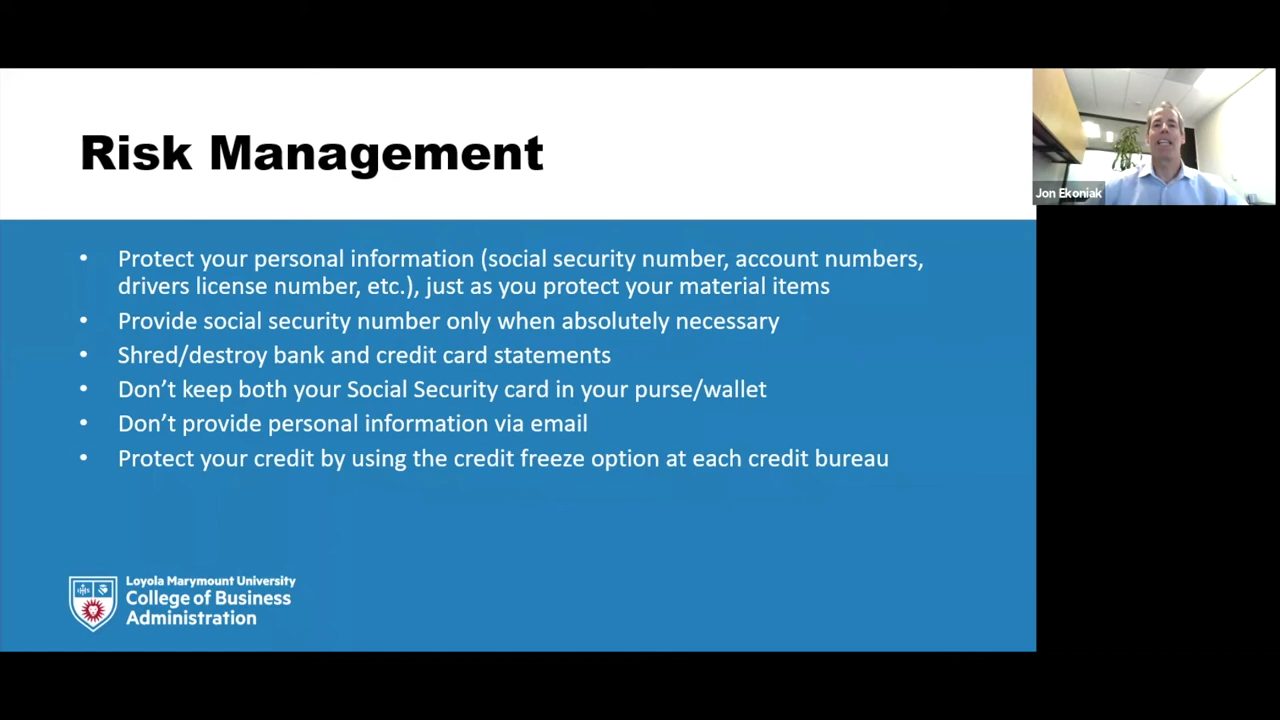 Risk Management
Jon Ekoniak
• Protect your personal information (social security number, account numbers,
drivers license number, etc.), just as you protect your material items
• Provide social security number only when absolutely necessary
• Shred/destroy bank and credit card statements
• Don’t keep both your Social Security card in your purse/wallet
• Don’t provide personal information via email
• Protect your credit by using the credit freeze option at each credit bureau
Loyola Marymount University
College of Business
Administration